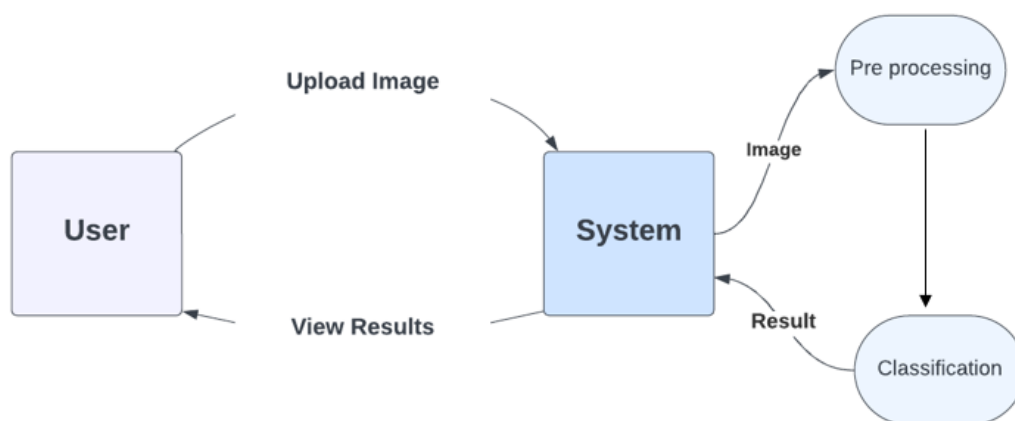 Upload Image
Pre processing
Image
User
System
View Results
Result
Classification